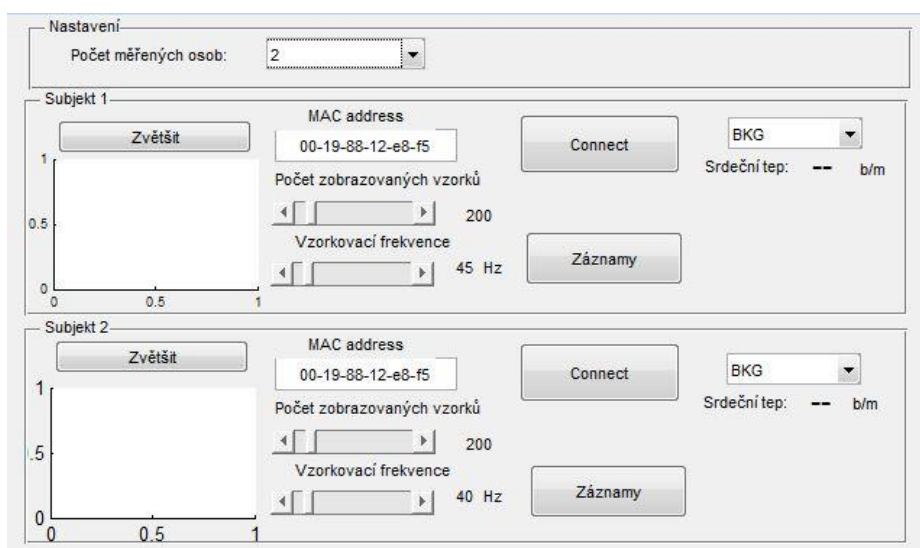 Nastavení
Počet měřených osob: 2
Subjekt 1
Zvětšit
1
0.5
0
0 0.5 1
MAC address
00-19-88-12-e8-f5
Počet zobrazovaných vzorků
200
Vzorkovací frekvence
45 Hz
Connect
Záznamy
BKG
Srdeční tep: -- b/m
Subjekt 2
Zvětšit
1
.5
0
0 0.5 1
MAC address
00-19-88-12-e8-f5
Počet zobrazovaných vzorků
200
Vzorkovací frekvence
40 Hz
Connect
Záznamy
BKG
Srdeční tep: -- b/m